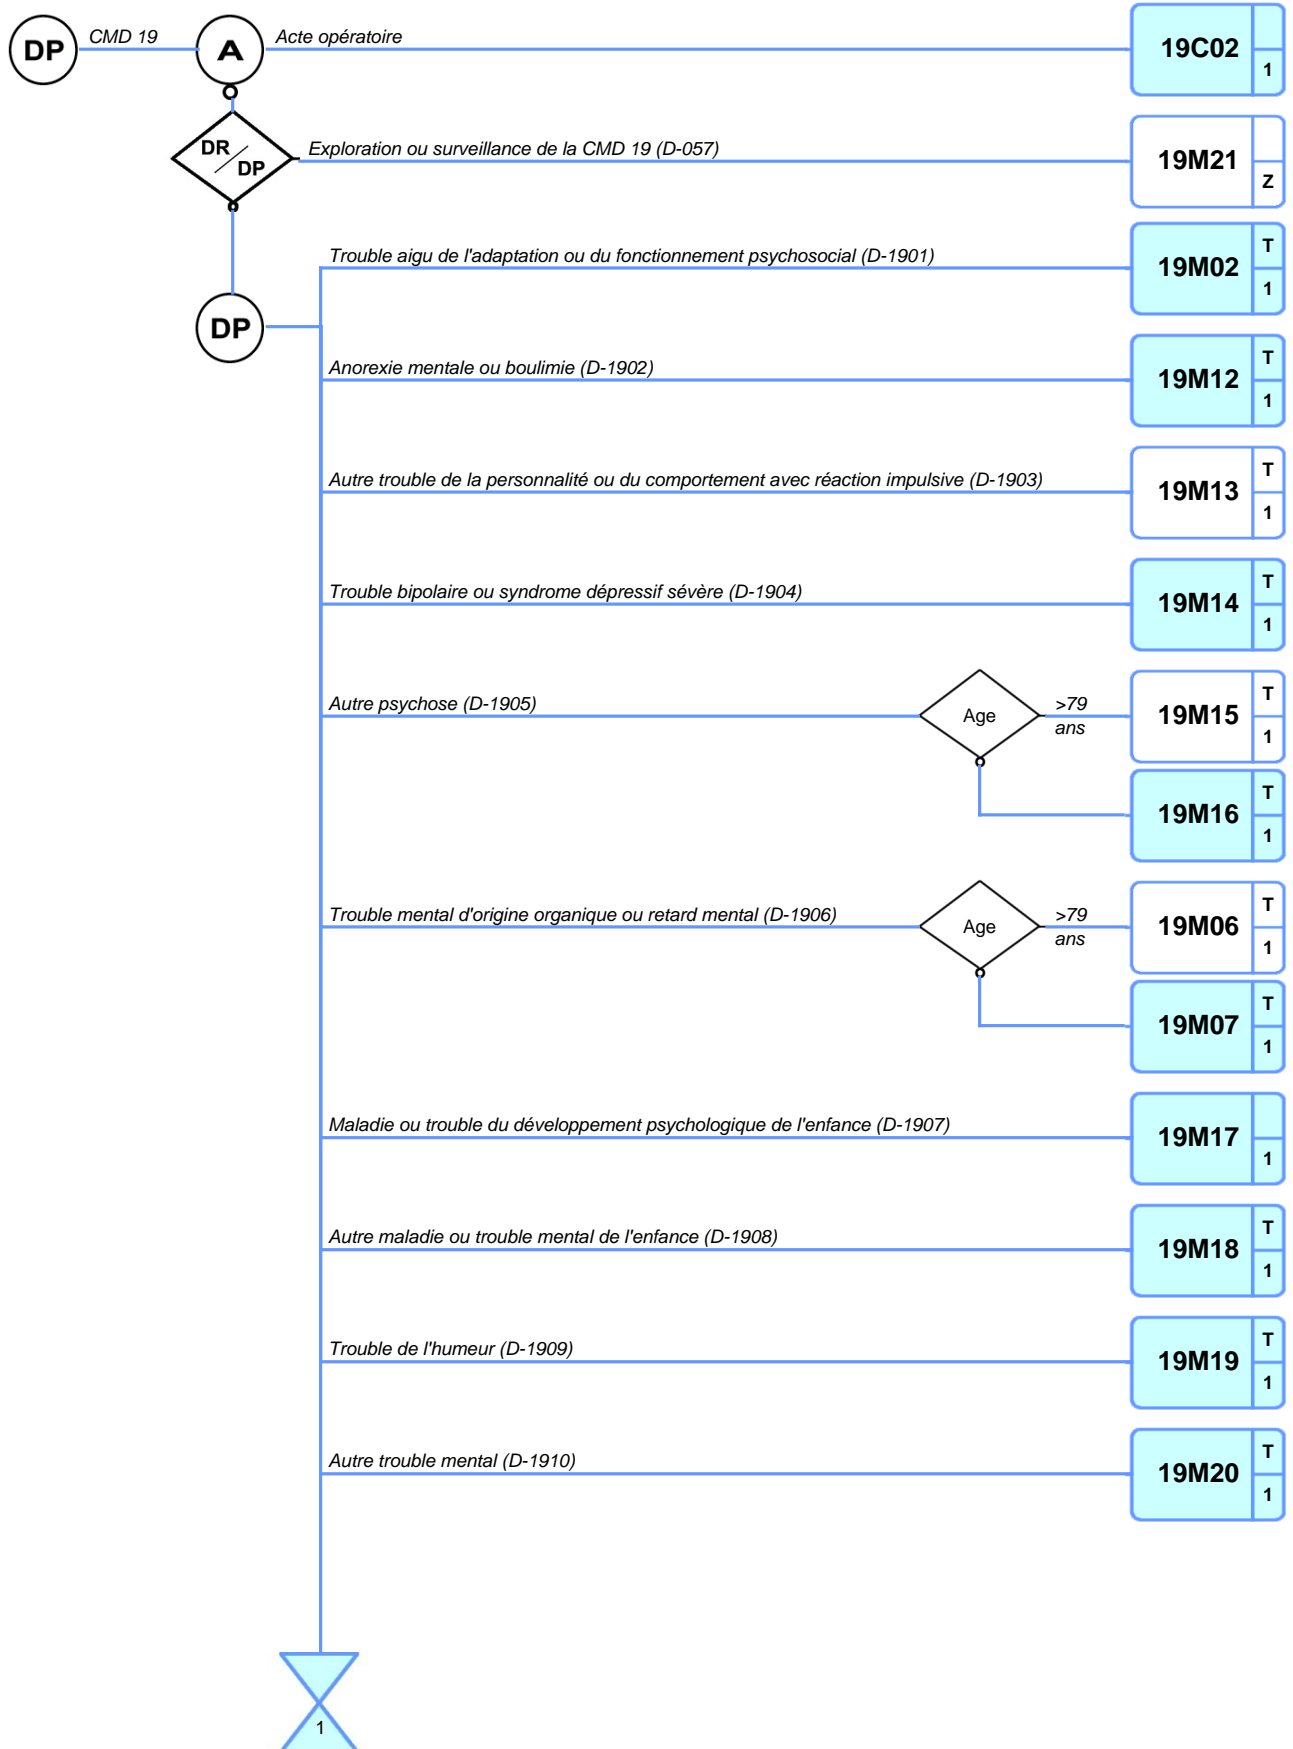 DP
CMD 19
A
Acte opératoire
19C02
1
DR
DP
Exploration ou surveillance de la CMD 19 (D-057)
19M21
Z
Trouble aigu de l'adaptation ou du fonctionnement psychosocial (D-1901)
19M02
T
1
DP
Anorexie mentale ou boulimie (D-1902)
19M12
T
1
Autre trouble de la personnalité ou du comportement avec réaction impulsive (D-1903)
19M13
T
1
Trouble bipolaire ou syndrome dépressif sévère (D-1904)
19M14
T
1
Autre psychose (D-1905)
Age
>79
ans
19M15
T
1
19M16
T
1
Trouble mental d'origine organique ou retard mental (D-1906)
Age
>79
ans
19M06
T
1
19M07
T
1
Maladie ou trouble du développement psychologique de l'enfance (D-1907)
19M17
1
Autre maladie ou trouble mental de l'enfance (D-1908)
19M18
T
1
Trouble de l'humeur (D-1909)
19M19
T
1
Autre trouble mental (D-1910)
19M20
T
1
1